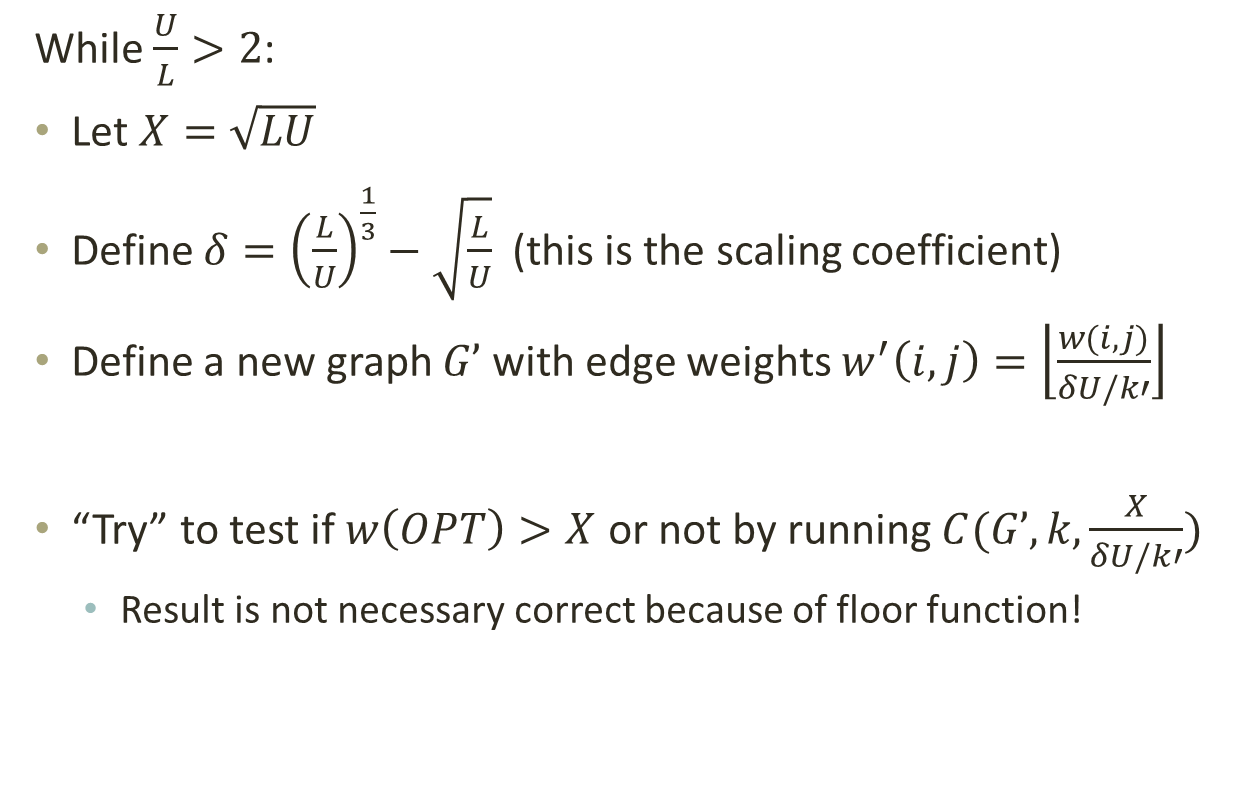 While U/L > 2:
• Let X = √LU
• Define δ = (L/U)^(1/3) − √(L/U) (this is the scaling coefficient)
• Define a new graph G’ with edge weights w′(i, j) = ⌊w(i,j) / (δU/k′)⌋
• “Try” to test if w(OPT) > X or not by running C(G’, k, X / (δU/k′))
• Result is not necessary correct because of floor function!